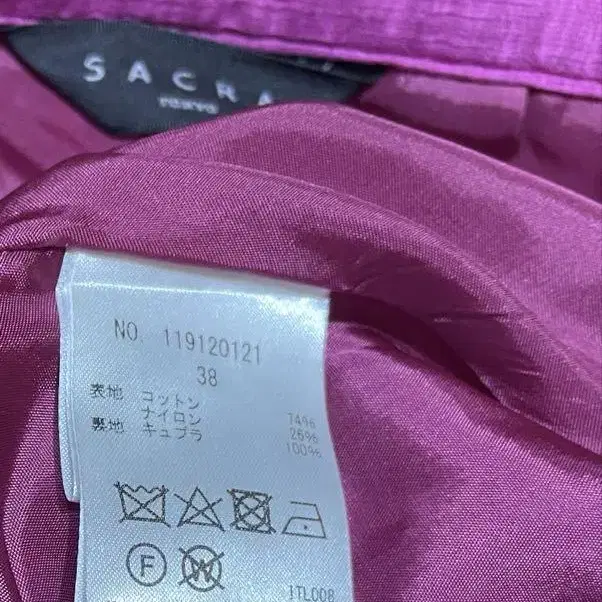 SACRA
TOKYO
NO. 119120121
38
表地 コットン 74%
ナイロン 26%
裏地 キュプラ 100%
F W
ITL008